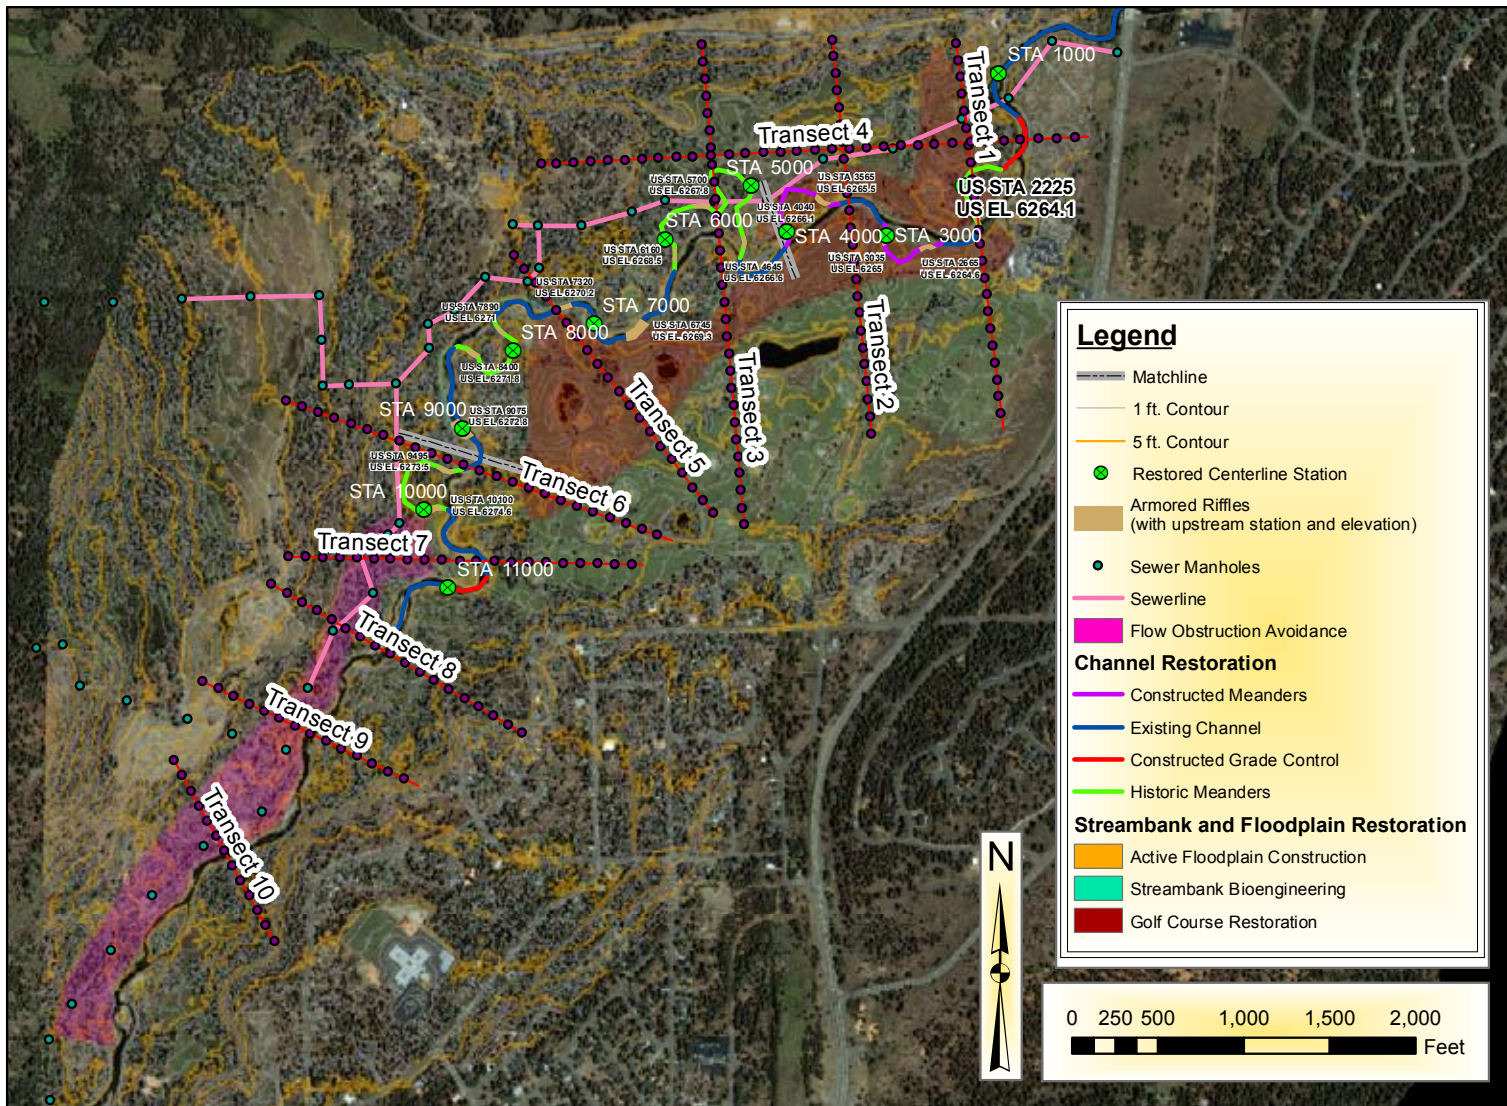 STA 1000
Transect 1
Transect 4
STA 5000
US STA 5700
US EL 6267.8
US STA 3565
US EL 6265.5
US STA 2225
US EL 6264.1
US STA 4040
US EL 6266.1
STA 6000
STA 4000
STA 3000
US STA 6160
US EL 6268.5
US STA 3035
US EL 6265
US STA 2665
US EL 6264.6
US STA 4645
US EL 6266.6
US STA 7320
US EL 6270.2
STA 7000
US STA 7890
US EL 6271
STA 8000
US STA 6745
US EL 6269.3
Transect 2
Transect 3
Transect 5
US STA 8400
US EL 6271.8
STA 9000
US STA 9075
US EL 6272.8
US STA 9495
US EL 6273.5
Transect 6
STA 10000
US STA 10100
US EL 6274.6
Transect 7
STA 11000
Transect 8
Transect 9
Transect 10
Legend
Matchline
1 ft. Contour
5 ft. Contour
Restored Centerline Station
Armored Riffles
(with upstream station and elevation)
Sewer Manholes
Sewerline
Flow Obstruction Avoidance
Channel Restoration
Constructed Meanders
Existing Channel
Constructed Grade Control
Historic Meanders
Streambank and Floodplain Restoration
Active Floodplain Construction
Streambank Bioengineering
Golf Course Restoration
N
0 250 500 1,000 1,500 2,000
Feet